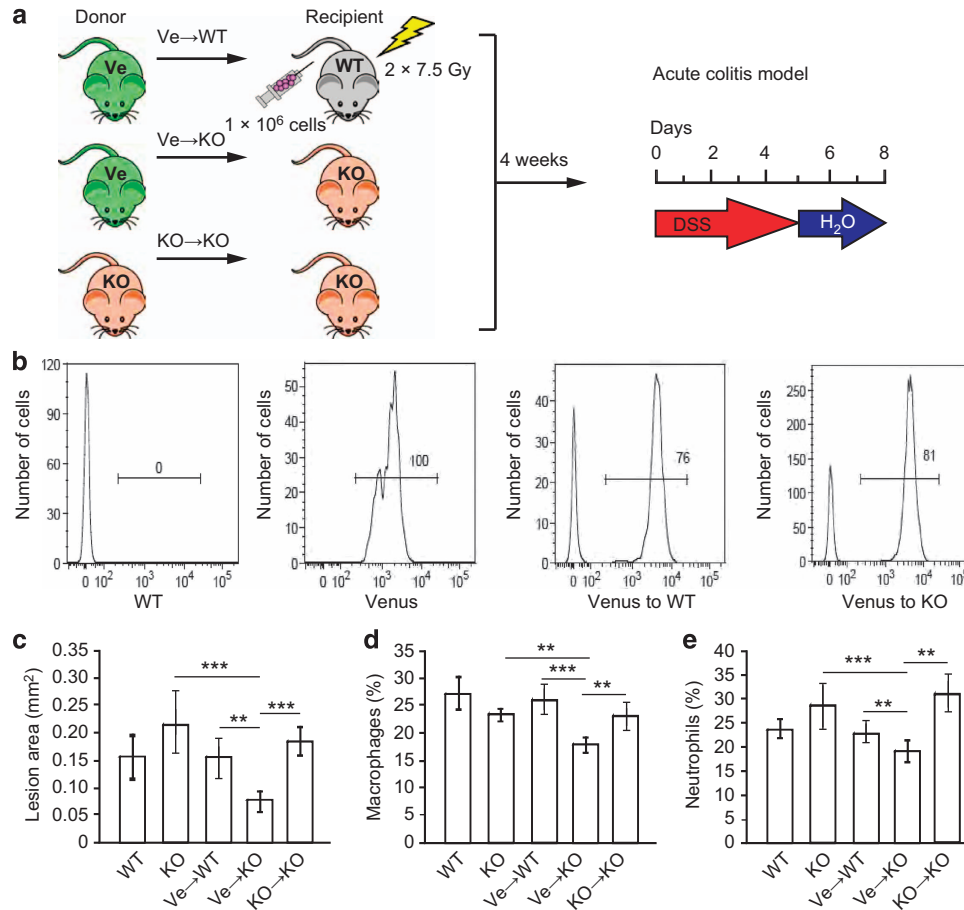 a
Donor
Recipient
Ve→WT
Ve
WT
2 × 7.5 Gy
1 × 10⁶ cells
Ve→KO
Ve
KO
KO→KO
KO
KO
4 weeks
Acute colitis model
Days
0 2 4 6 8
DSS
H₂O
b
Number of cells
120
90
60
30
0
0
0 10² 10³ 10⁴ 10⁵
WT
Number of cells
50
40
30
20
10
0
100
0 10² 10³ 10⁴ 10⁵
Venus
Number of cells
40
30
20
10
0
76
0 10² 10³ 10⁴ 10⁵
Venus to WT
Number of cells
250
200
150
100
50
0
81
0 10² 10³ 10⁴ 10⁵
Venus to KO
c
Lesion area (mm²)
0.35
0.30
0.25
0.20
0.15
0.10
0.05
0
***
** ***
WT KO Ve→WT Ve→KO KO→KO
d
Macrophages (%)
35
30
25
20
15
10
5
0
**
***
**
WT KO Ve→WT Ve→KO KO→KO
e
Neutrophils (%)
40
35
30
25
20
15
10
5
0
*** **
**
WT KO Ve→WT Ve→KO KO→KO